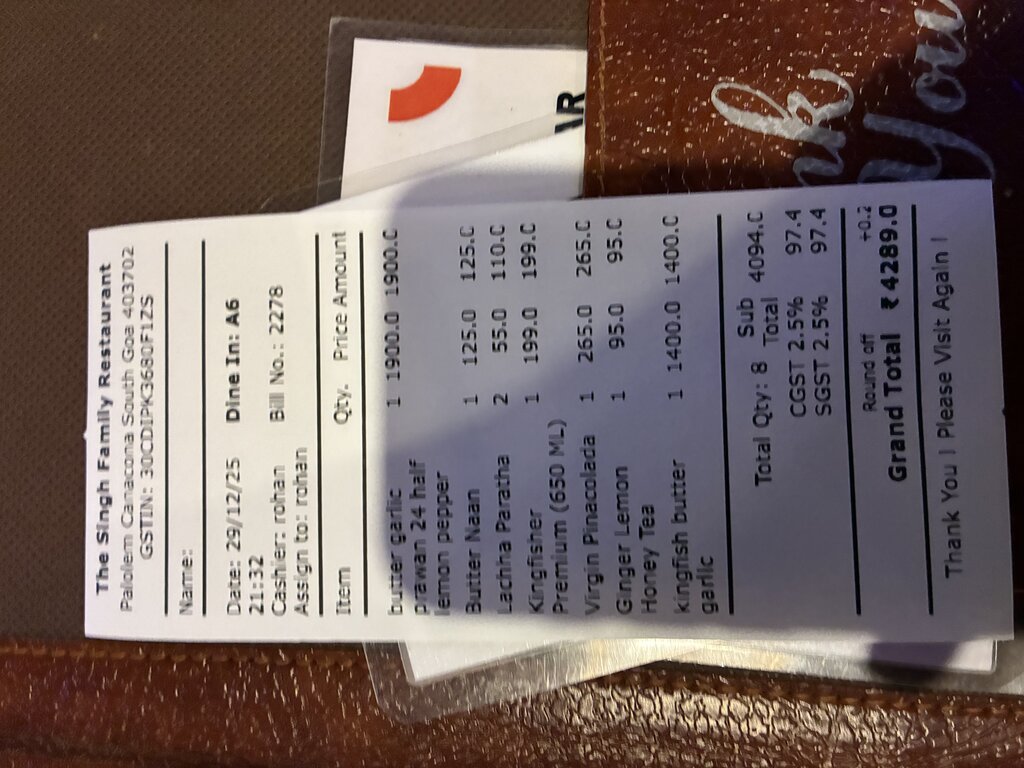 The Singh Family Restaurant
Palolem Canacona South Goa 403702
GSTIN: 30CDIPK3680F1ZS
Name:
Date: 29/12/25 Dine In: A6
21:32
Cashier: rohan Bill No.: 2278
Assign to: rohan
Item Qty. Price Amount
butter garlic 1 1900.0 1900.0
prawan 24 half
lemon pepper
Butter Naan 1 125.0 125.0
Lachha Paratha 2 55.0 110.0
Kingfisher 1 199.0 199.0
Premium (650 ML)
Virgin Pinacolada 1 265.0 265.0
Ginger Lemon 1 95.0 95.0
Honey Tea
kingfish butter 1 1400.0 1400.0
garlic
Total Qty: 8 Sub 4094.0
Total
CGST 2.5% 97.4
SGST 2.5% 97.4
Round off +0.2
Grand Total ₹4289.0
Thank You ! Please Visit Again !
you